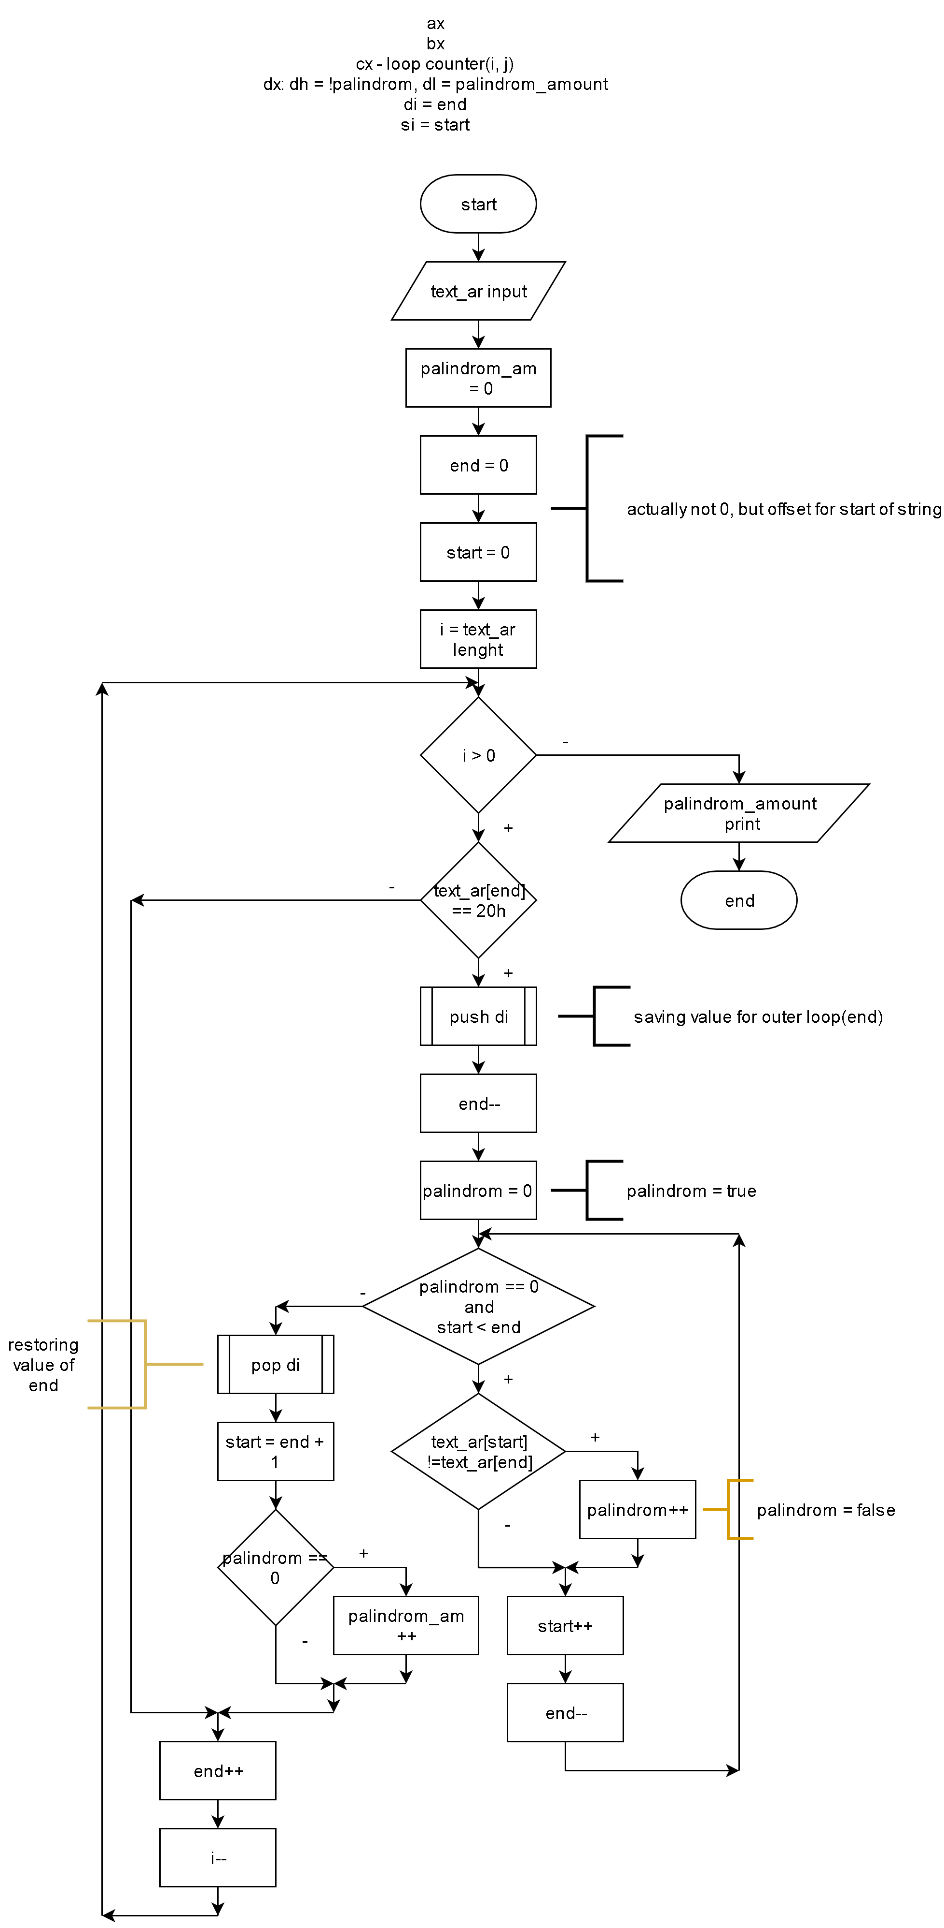 ax
bx
cx - loop counter(i, j)
dx: dh = !palindrom, dl = palindrom_amount
di = end
si = start
start
text_ar input
palindrom_am
= 0
end = 0
actually not 0, but offset for start of string
start = 0
i = text_ar
lenght
i > 0
-
+
palindrom_amount
print
end
text_ar[end]
== 20h
-
+
push di
saving value for outer loop(end)
end--
palindrom = 0
palindrom = true
palindrom == 0
and
start < end
-
+
restoring
value of
end
pop di
start = end +
1
text_ar[start]
!=text_ar[end]
+
-
palindrom++
palindrom = false
palindrom ==
0
+
-
palindrom_am
++
start++
end--
end++
i--